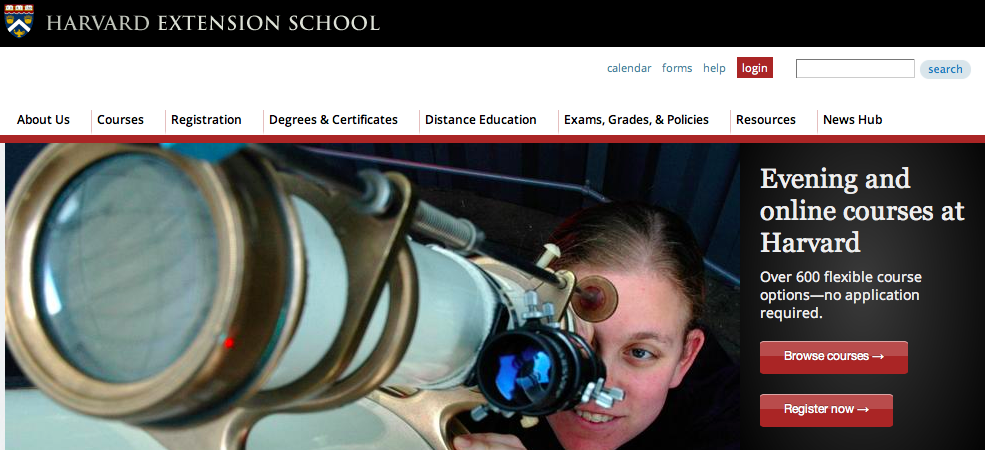 HARVARD EXTENSION SCHOOL
calendar forms help login search
About Us Courses Registration Degrees & Certificates Distance Education Exams, Grades, & Policies Resources News Hub
Evening and
online courses at
Harvard
Over 600 flexible course
options—no application
required.
Browse courses →
Register now →